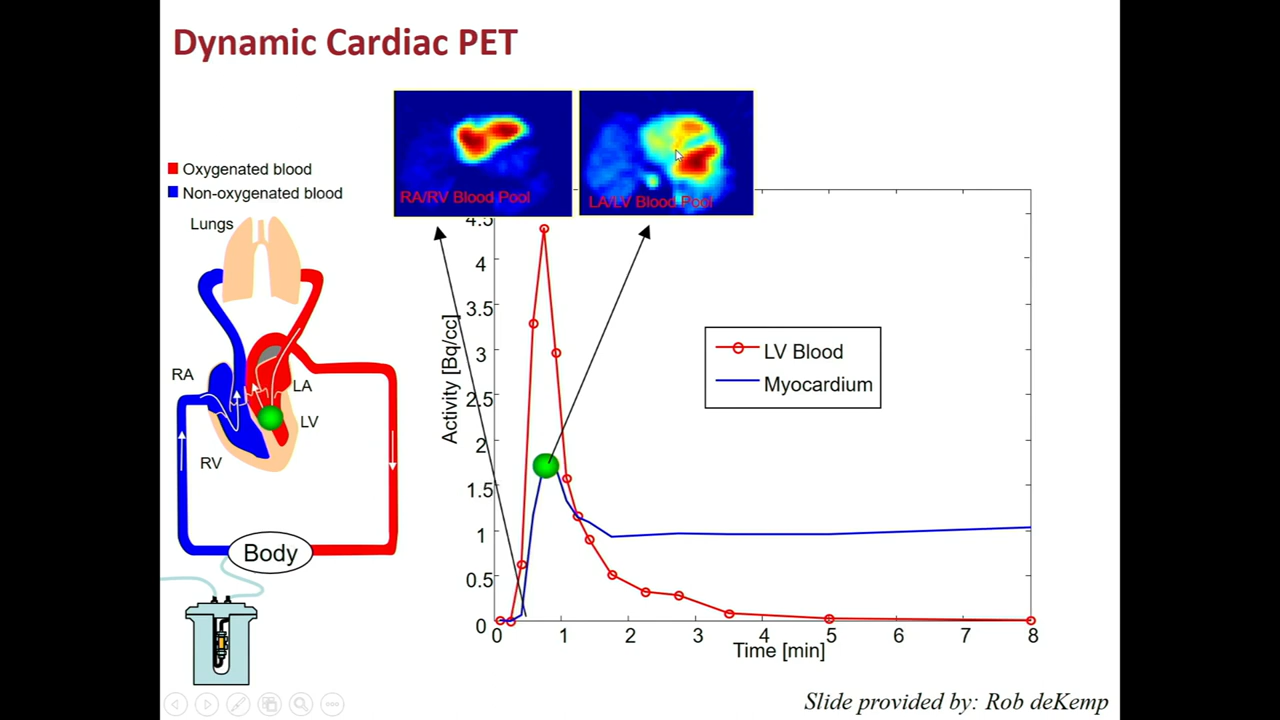 Dynamic Cardiac PET
RA/RV Blood Pool
LA/LV Blood Pool
Oxygenated blood
Non-oxygenated blood
Lungs
RA
LA
LV
RV
Body
4.5
4
3.5
3
2.5
2
1.5
1
0.5
0
Activity [Bq/cc]
LV Blood
Myocardium
0 1 2 3 4 5 6 7 8
Time [min]
Slide provided by: Rob deKemp